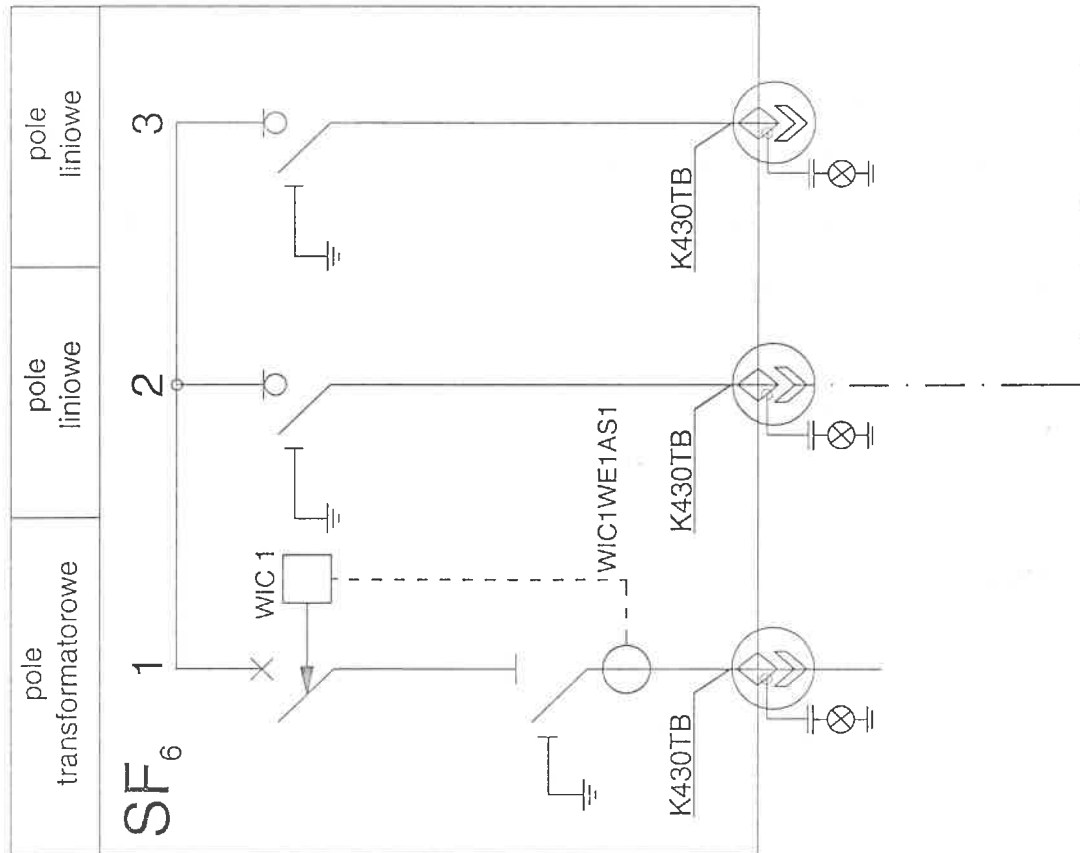 pole
transformatorowe
pole
liniowe
pole
liniowe
SF6
1
2
3
WIC 1
WIC1WE1AS1
K430TB
K430TB
K430TB